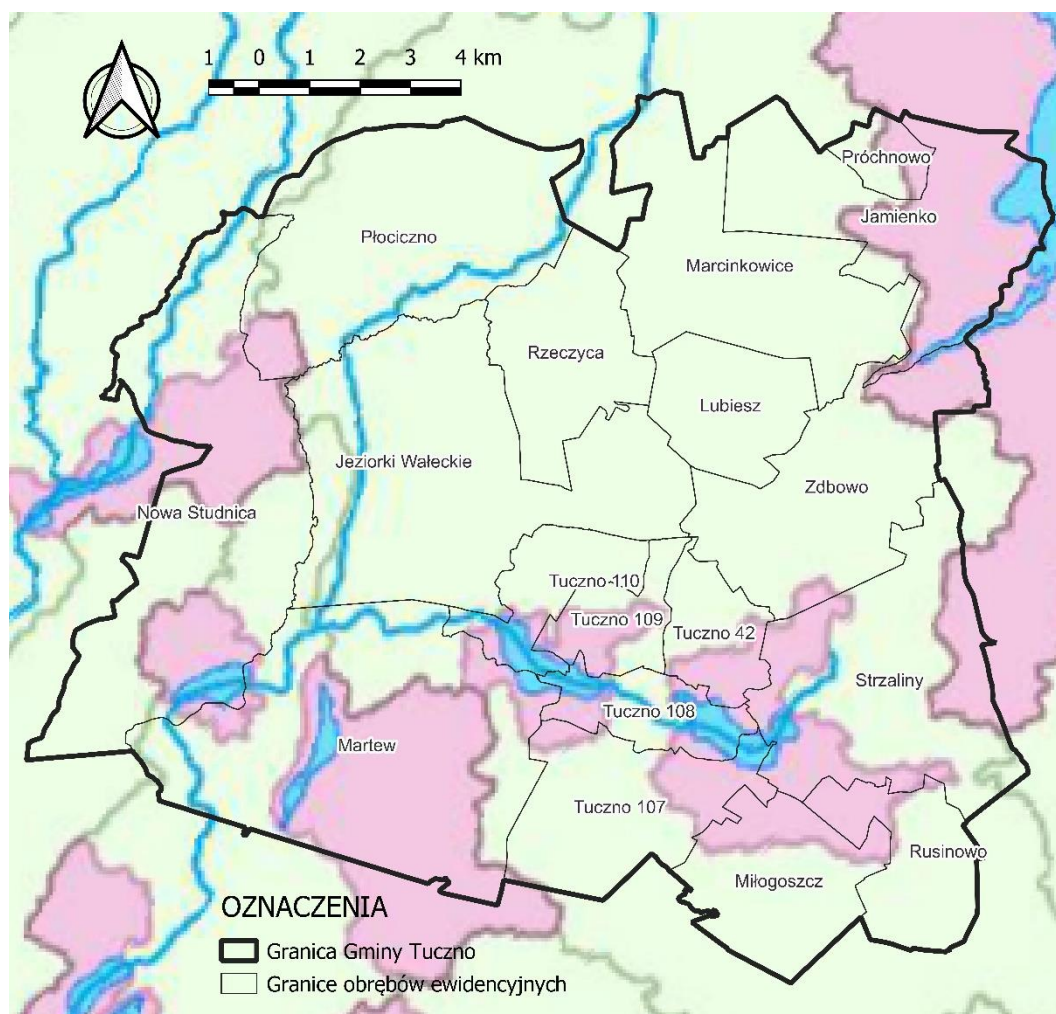 1 0 1 2 3 4 km
Próchnowo
Jamienko
Płociczno
Marcinkowice
Rzeczyca
Lubiesz
Jeziorki Wałeckie
Zdbowo
Nowa Studnica
Tuczno 110
Tuczno 109
Tuczno 42
Strzaliny
Tuczno 108
Martew
Tuczno 107
Rusinowo
Miłogoszcz
OZNACZENIA
Granica Gminy Tuczno
Granice obrębów ewidencyjnych